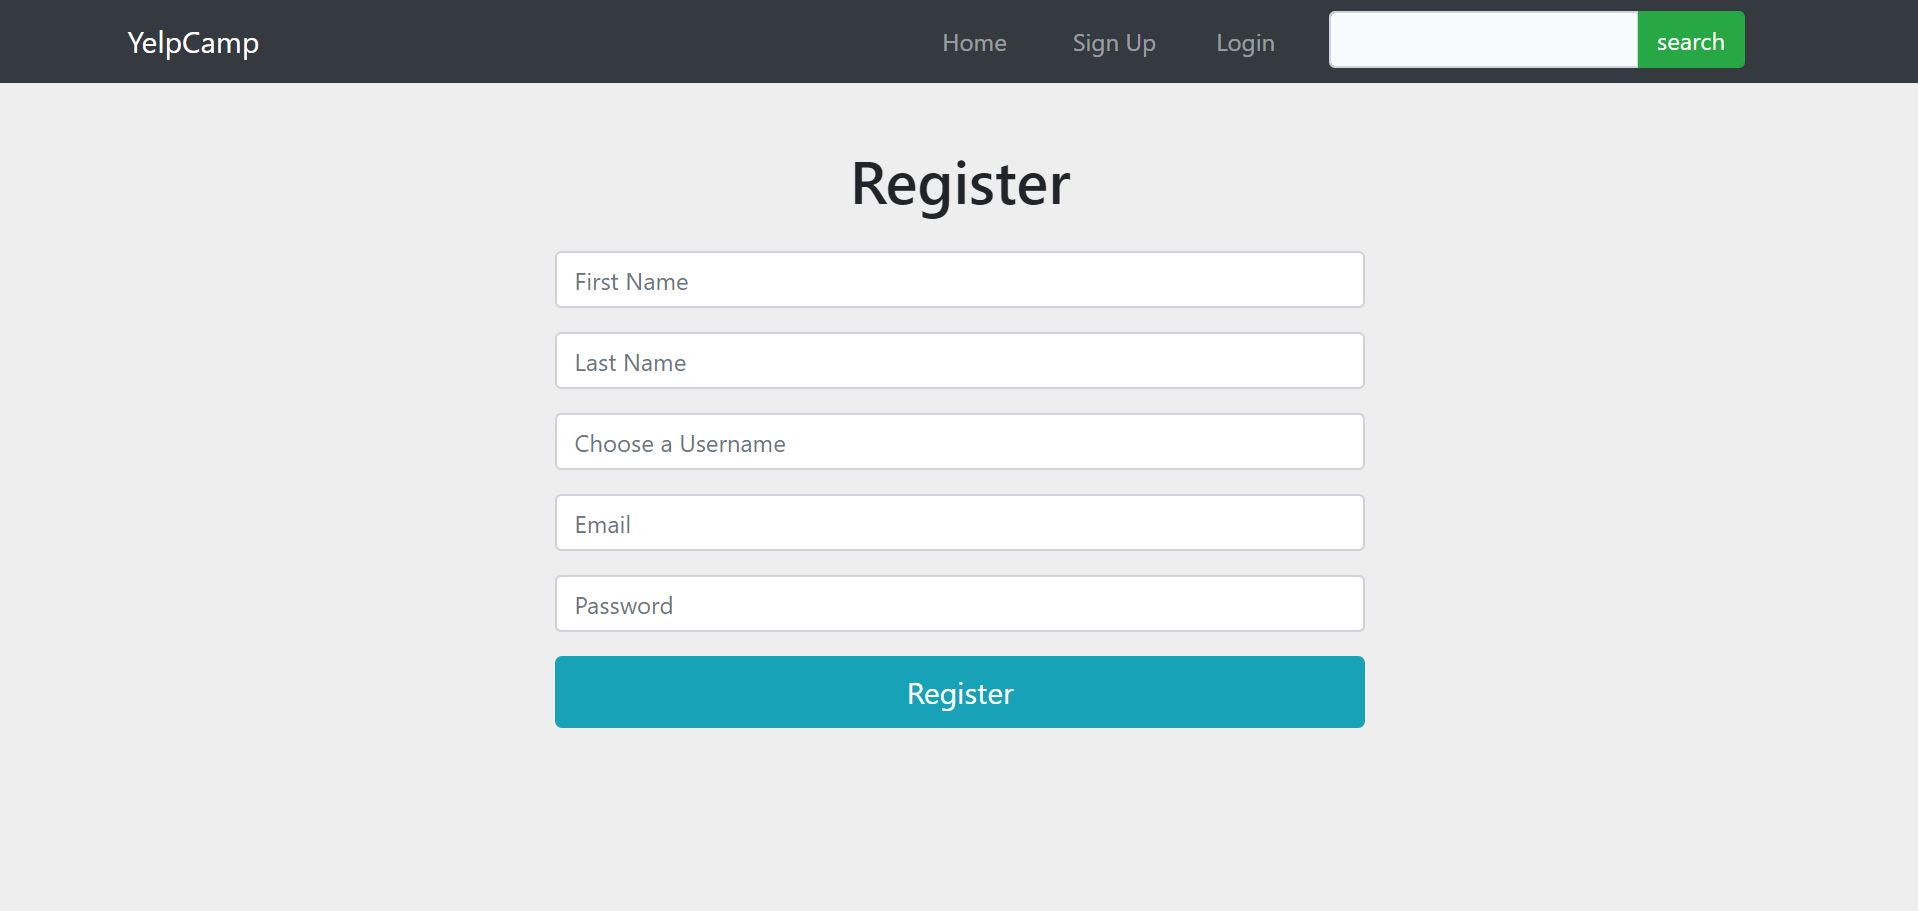 YelpCamp Home Sign Up Login search
Register
First Name
Last Name
Choose a Username
Email
Password
Register